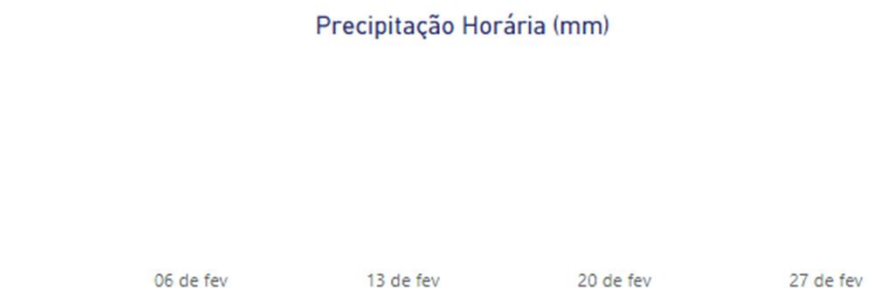 Precipitação Horária (mm)
06 de fev 13 de fev 20 de fev 27 de fev